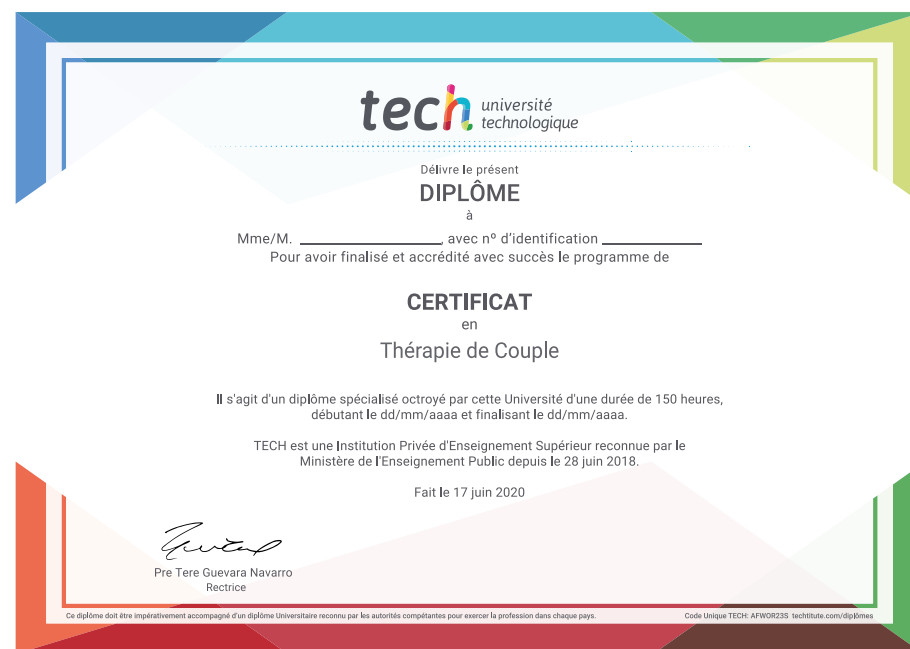 tech université
technologique
Délivre le présent
DIPLÔME
à
Mme/M. ____________________, avec nº d'identification ______________
Pour avoir finalisé et accrédité avec succès le programme de
CERTIFICAT
en
Thérapie de Couple
Il s'agit d'un diplôme spécialisé octroyé par cette Université d'une durée de 150 heures,
débutant le dd/mm/aaaa et finalisant le dd/mm/aaaa.
TECH est une Institution Privée d'Enseignement Supérieur reconnue par le
Ministère de l'Enseignement Public depuis le 28 juin 2018.
Fait le 17 juin 2020
Pre Tere Guevara Navarro
Rectrice
Ce diplôme doit être impérativement accompagné d'un diplôme Universitaire reconnu par les autorités compétantes pour exercer la profession dans chaque pays. Code Unique TECH: AFWOR23S techtitute.com/diplômes